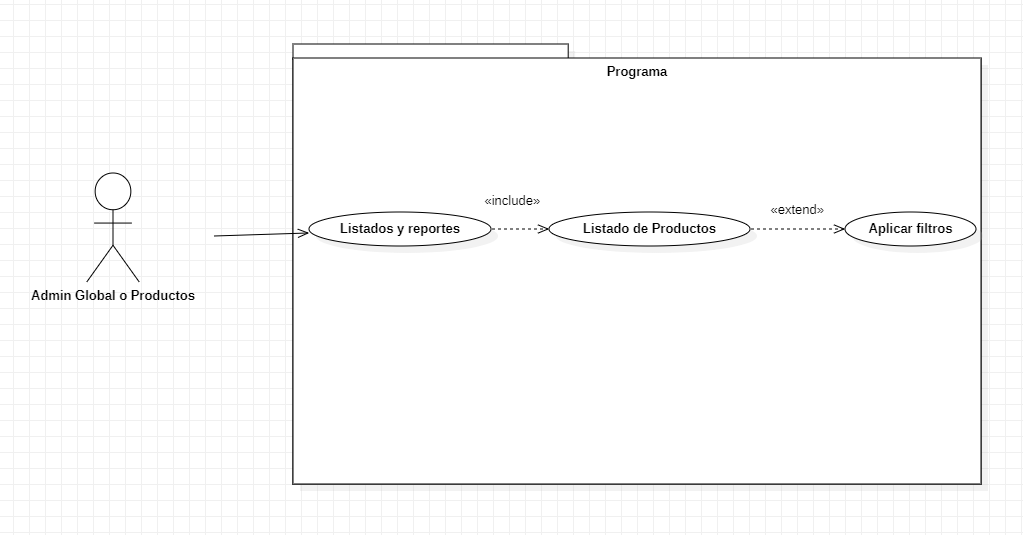 Programa
«include»
«extend»
Listados y reportes
Listado de Productos
Aplicar filtros
Admin Global o Productos